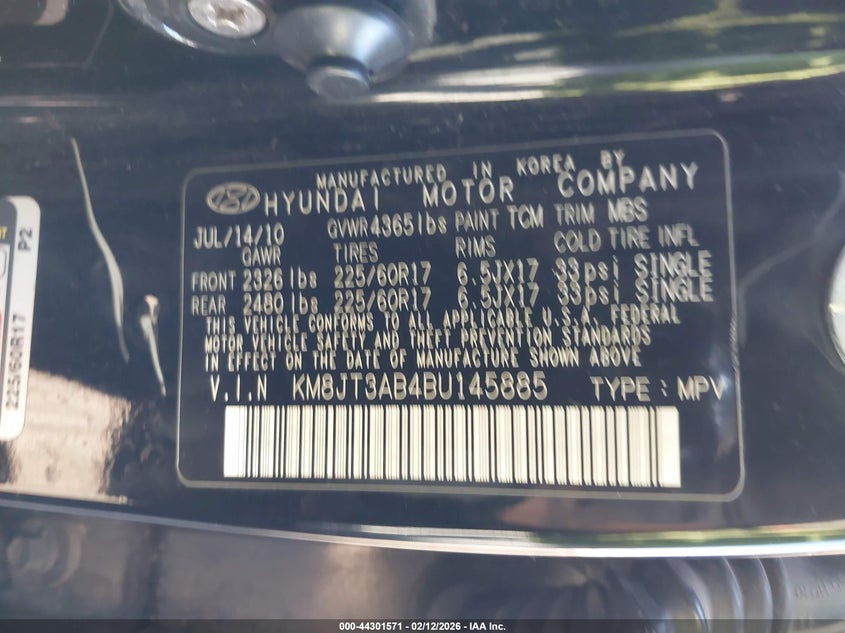 MANUFACTURED IN KOREA BY
HYUNDAI MOTOR COMPANY
JUL/14/10 GVWR 4365lbs PAINT TCM TRIM MBS
GAWR TIRES RIMS COLD TIRE INFL
FRONT 2326 lbs 225/60R17 6.5JX17 33psi SINGLE
REAR 2480 lbs 225/60R17 6.5JX17 33psi SINGLE
THIS VEHICLE CONFORMS TO ALL APPLICABLE U.S.A. FEDERAL
MOTOR VEHICLE SAFETY AND THEFT PREVENTION STANDARDS
IN EFFECT ON THE DATE OF MANUFACTURE SHOWN ABOVE
V.I.N KM8JT3AB4BU145885 TYPE : MPV
225/60R17 P2
000-44301571 - 02/12/2026 - IAA Inc.